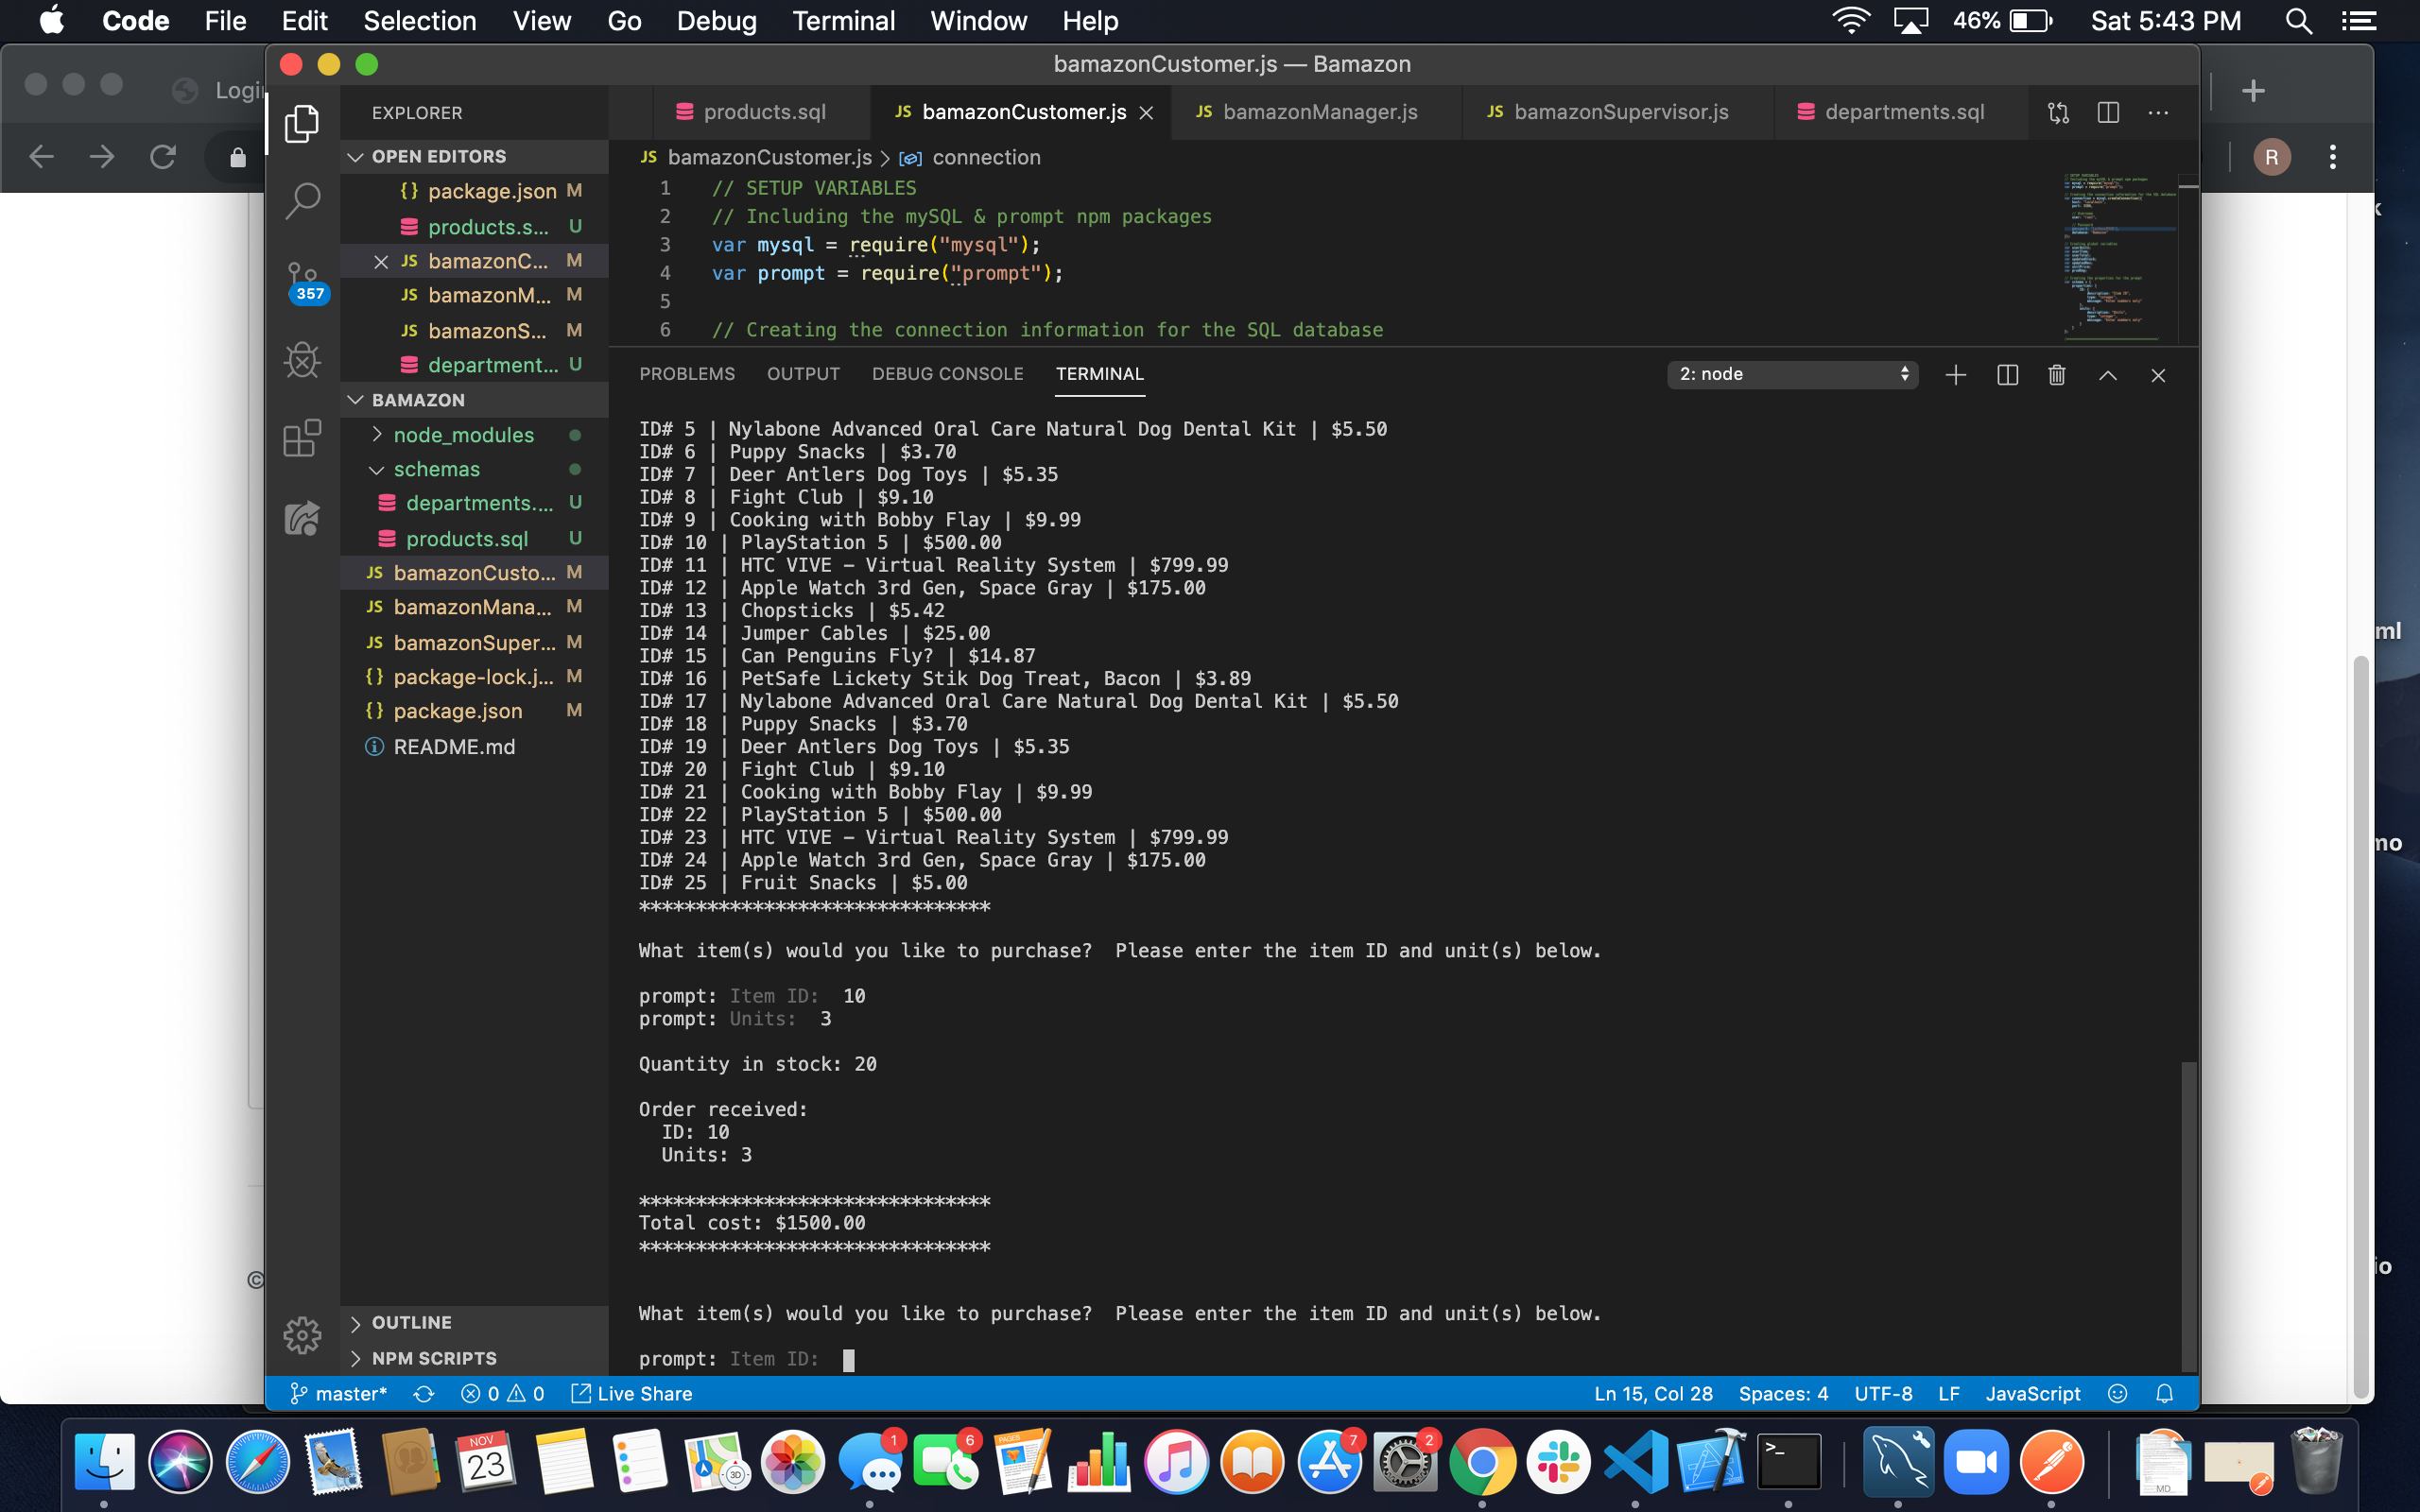 Code File Edit Selection View Go Debug Terminal Window Help 46% Sat 5:43 PM
bamazonCustomer.js — Bamazon
R
EXPLORER
OPEN EDITORS
{} package.json M
products.s... U
JS bamazonC... M
JS bamazonM... M
JS bamazonS... M
department... U
BAMAZON
node_modules
schemas
departments.... U
products.sql U
JS bamazonCusto... M
JS bamazonMana... M
JS bamazonSuper... M
{} package-lock.j... M
{} package.json M
README.md
OUTLINE
NPM SCRIPTS
357
products.sql JS bamazonCustomer.js JS bamazonManager.js JS bamazonSupervisor.js departments.sql
JS bamazonCustomer.js > connection
1 // SETUP VARIABLES
2 // Including the mySQL & prompt npm packages
3 var mysql = require("mysql");
4 var prompt = require("prompt");
5
6 // Creating the connection information for the SQL database
PROBLEMS OUTPUT DEBUG CONSOLE TERMINAL 2: node
ID# 5 | Nylabone Advanced Oral Care Natural Dog Dental Kit | $5.50
ID# 6 | Puppy Snacks | $3.70
ID# 7 | Deer Antlers Dog Toys | $5.35
ID# 8 | Fight Club | $9.10
ID# 9 | Cooking with Bobby Flay | $9.99
ID# 10 | PlayStation 5 | $500.00
ID# 11 | HTC VIVE – Virtual Reality System | $799.99
ID# 12 | Apple Watch 3rd Gen, Space Gray | $175.00
ID# 13 | Chopsticks | $5.42
ID# 14 | Jumper Cables | $25.00
ID# 15 | Can Penguins Fly? | $14.87
ID# 16 | PetSafe Lickety Stik Dog Treat, Bacon | $3.89
ID# 17 | Nylabone Advanced Oral Care Natural Dog Dental Kit | $5.50
ID# 18 | Puppy Snacks | $3.70
ID# 19 | Deer Antlers Dog Toys | $5.35
ID# 20 | Fight Club | $9.10
ID# 21 | Cooking with Bobby Flay | $9.99
ID# 22 | PlayStation 5 | $500.00
ID# 23 | HTC VIVE – Virtual Reality System | $799.99
ID# 24 | Apple Watch 3rd Gen, Space Gray | $175.00
ID# 25 | Fruit Snacks | $5.00
*******************************
What item(s) would you like to purchase?  Please enter the item ID and unit(s) below.
prompt: Item ID:  10
prompt: Units:  3
Quantity in stock: 20
Order received:
ID: 10
Units: 3
*******************************
Total cost: $1500.00
*******************************
What item(s) would you like to purchase?  Please enter the item ID and unit(s) below.
prompt: Item ID:
master* 0 0 Live Share Ln 15, Col 28 Spaces: 4 UTF-8 LF JavaScript
ml
io
©
NOV
23
3D
1
6
PAGES
7
2
>_
MD